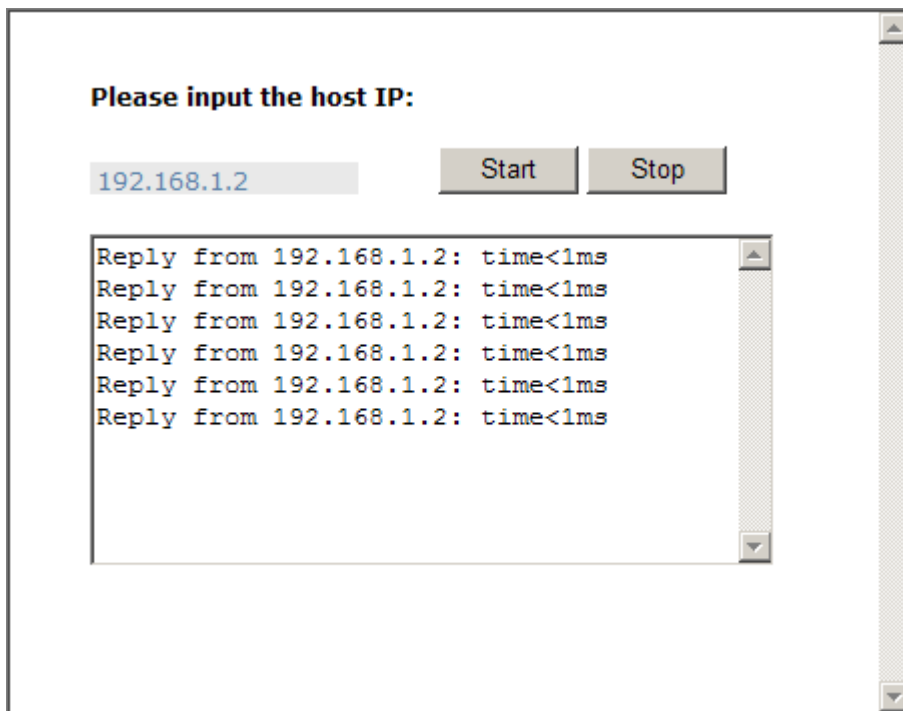 Please input the host IP:
192.168.1.2
Start
Stop
Reply from 192.168.1.2: time<1ms
Reply from 192.168.1.2: time<1ms
Reply from 192.168.1.2: time<1ms
Reply from 192.168.1.2: time<1ms
Reply from 192.168.1.2: time<1ms
Reply from 192.168.1.2: time<1ms